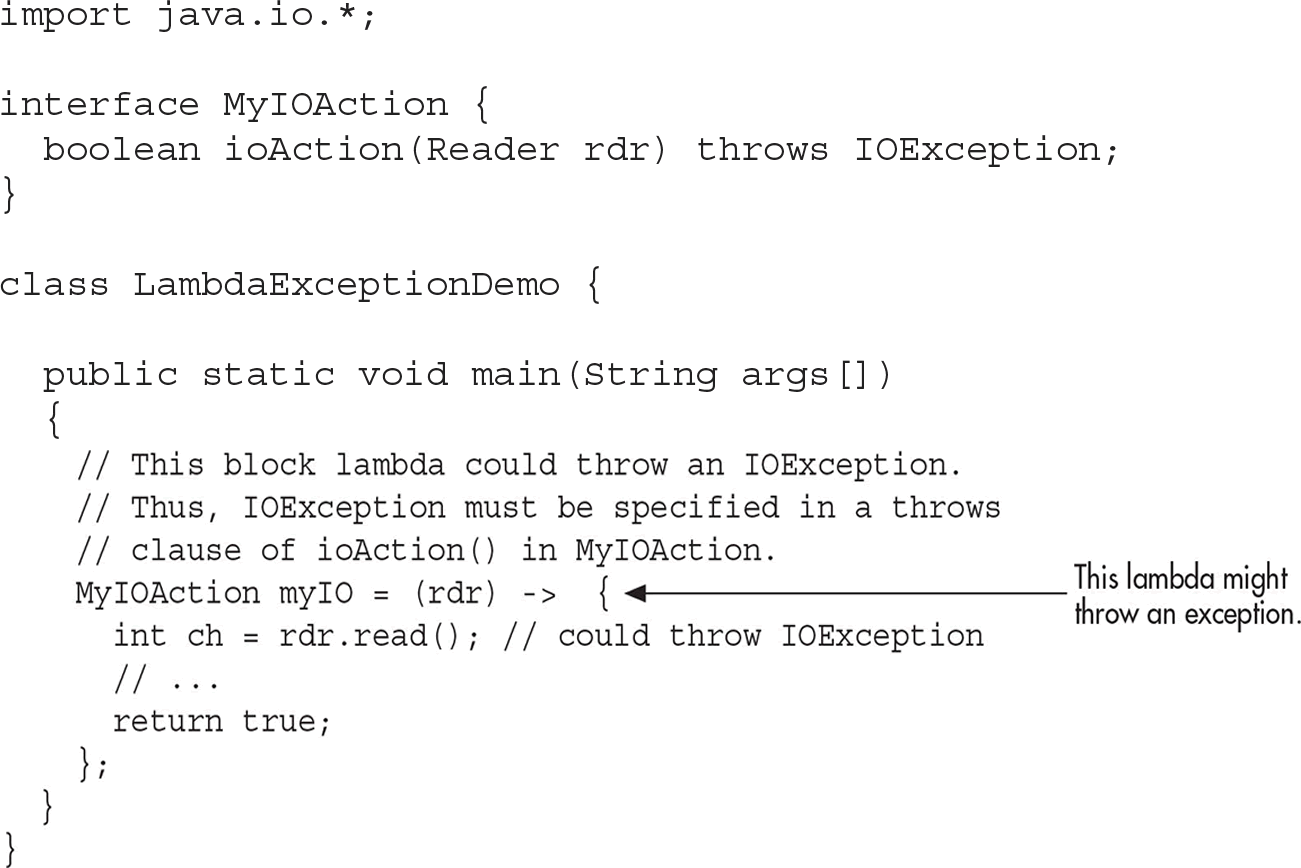 import java.io.*;
interface MyIOAction {
boolean ioAction(Reader rdr) throws IOException;
}
class LambdaExceptionDemo {
public static void main(String args[])
{
// This block lambda could throw an IOException.
// Thus, IOException must be specified in a throws
// clause of ioAction() in MyIOAction.
MyIOAction myIO = (rdr) -> {
This lambda might
throw an exception.
int ch = rdr.read(); // could throw IOException
// ...
return true;
};
}
}